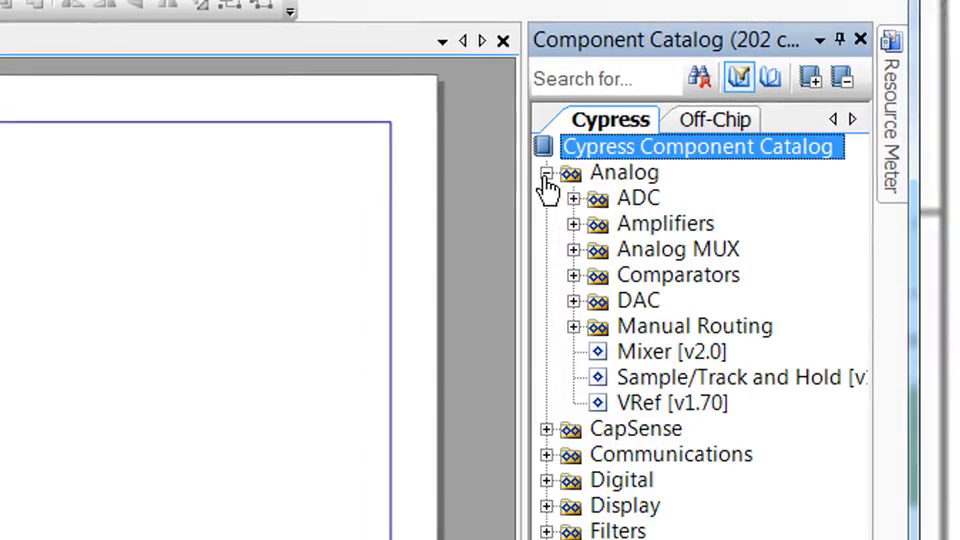 Component Catalog (202 c...
Search for...
Cypress
Off-Chip
Resource Meter
Cypress Component Catalog
Analog
ADC
Amplifiers
Analog MUX
Comparators
DAC
Manual Routing
Mixer [v2.0]
Sample/Track and Hold [v
VRef [v1.70]
CapSense
Communications
Digital
Display
Filters